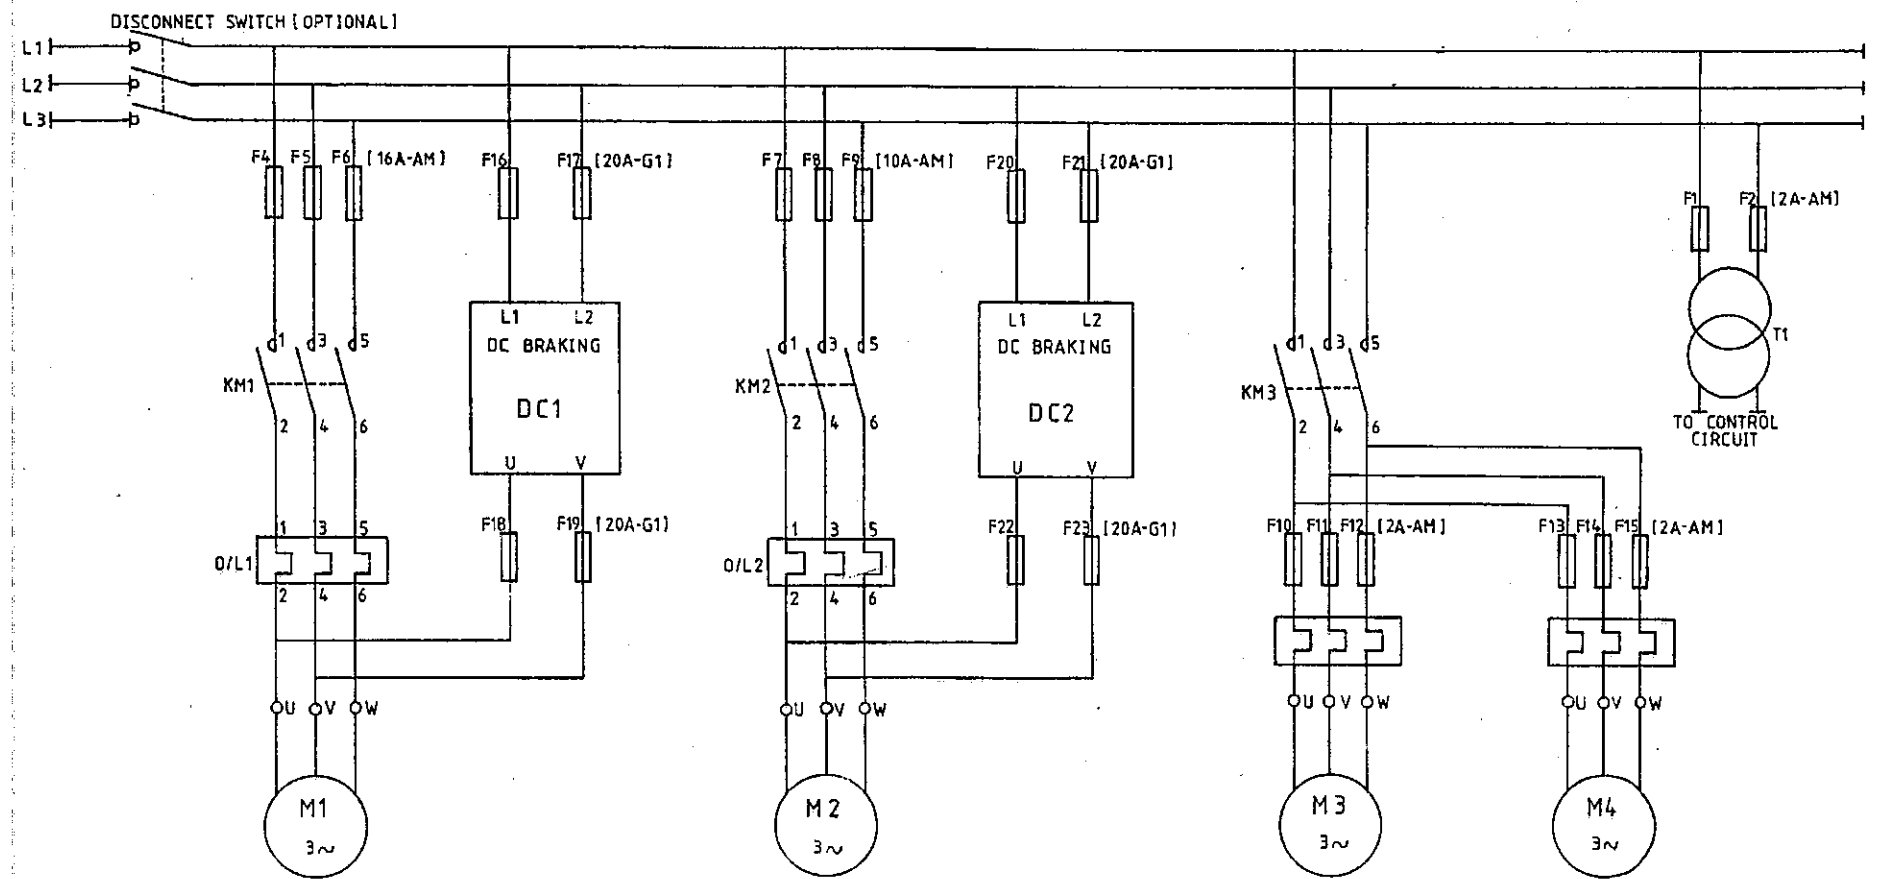 DISCONNECT SWITCH [OPTIONAL]
L1
L2
L3
F4 F5 F6 [16A-AM] F16 F17 [20A-G1] F7 F8 F9 [10A-AM] F20 F21 [20A-G1]
F1 F2 [2A-AM]
L1 L2 L1 L2
1 3 5 DC BRAKING 1 3 5 DC BRAKING 1 3 5 T1
KM1 KM2 KM3
DC1 DC2
2 4 6 2 4 6 2 4 6 TO CONTROL
CIRCUIT
U V U V
1 3 5 F18 F19 [20A-G1] 1 3 5 F22 F23 [20A-G1] F10 F11 F12 [2A-AM] F13 F14 F15 [2A-AM]
O/L1 O/L2
2 4 6 2 4 6
U V W U V W U V W U V W
M1 M2 M3 M4
3~ 3~ 3~ 3~